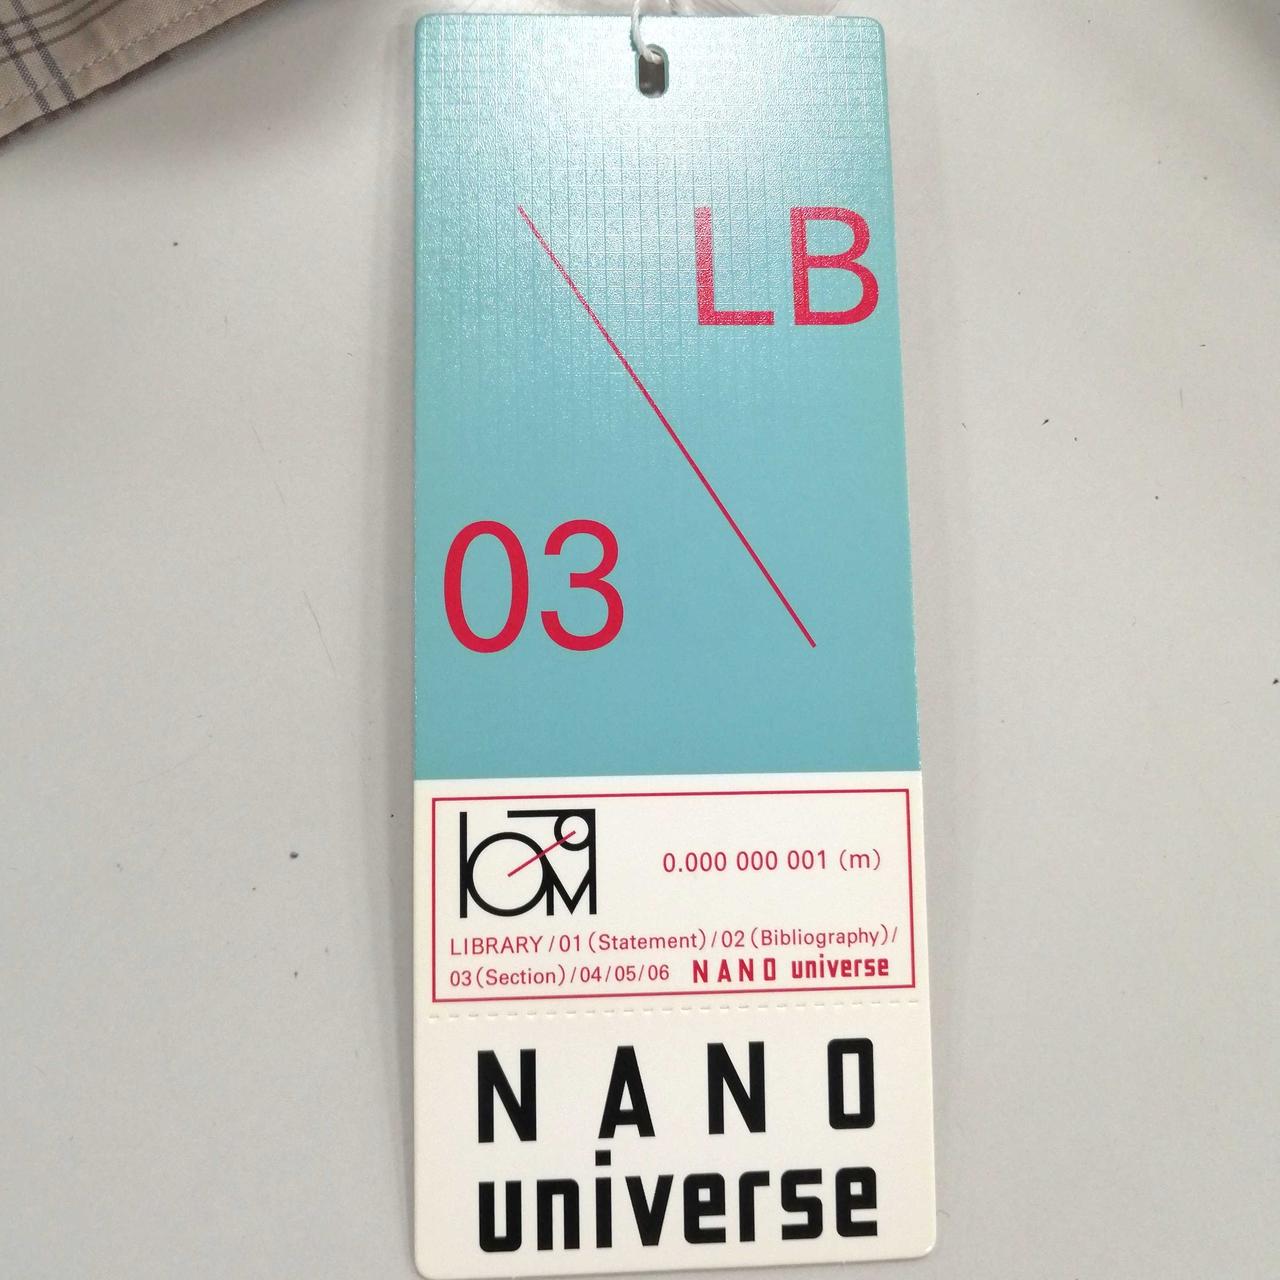 LB
03
0.000 000 001 (m)
LIBRARY / 01 (Statement) / 02 (Bibliography) /
03 (Section) / 04 / 05 / 06 NANO universe
NANO
universe